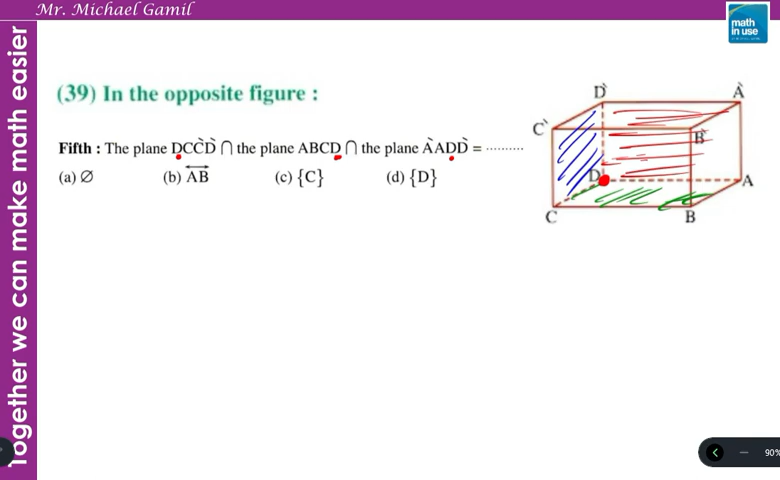 Mr. Michael Gamil
math
in use
Together we can make math easier
(39) In the opposite figure :
Fifth : The plane DCC̀D̀ ⋂ the plane ABCD ⋂ the plane ÀADD̀ = ··········
(a) ∅ (b) \overleftrightarrow{AB} (c) {C} (d) {D}
D̀ À
C̀ B̀
D A
C B
90%